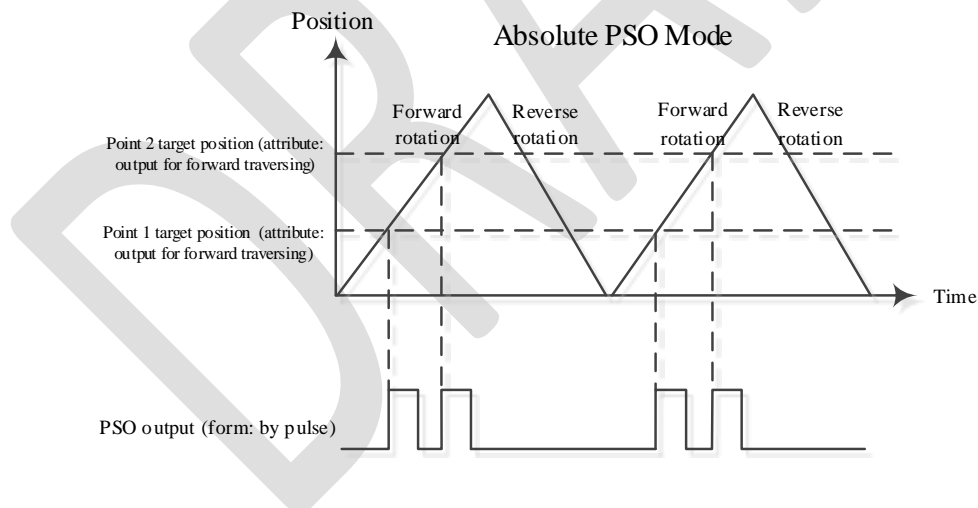 Position
Absolute PSO Mode
Forward
rotation
Reverse
rotation
Forward
rotation
Reverse
rotation
Point 2 target position (attribute:
output for forward traversing)
Point 1 target position (attribute:
output for forward traversing)
Time
PSO output (form: by pulse)
DRA